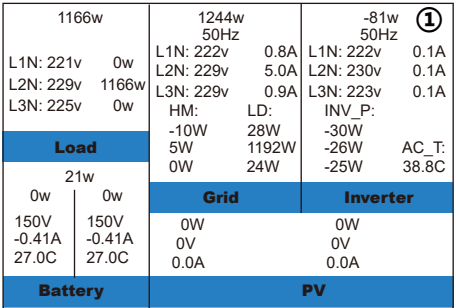 1166w
L1N: 221v 0w
L2N: 229v 1166w
L3N: 225v 0w
Load
1244w
50Hz
L1N: 222v 0.8A
L2N: 229v 5.0A
L3N: 229v 0.9A
HM: LD:
-10W 28W
5W 1192W
0W 24W
Grid
-81w ①
50Hz
L1N: 222v 0.1A
L2N: 230v 0.1A
L3N: 223v 0.1A
INV_P:
-30W
-26W AC_T:
-25W 38.8C
Inverter
21w
0w 0w
150V 150V
-0.41A -0.41A
27.0C 27.0C
Battery
0W 0W
0V 0V
0.0A 0.0A
PV